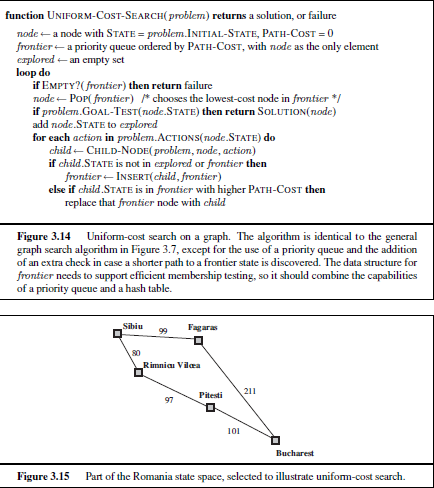 function UNIFORM-COST-SEARCH(problem) returns a solution, or failure
node ← a node with STATE = problem.INITIAL-STATE, PATH-COST = 0
frontier ← a priority queue ordered by PATH-COST, with node as the only element
explored ← an empty set
loop do
if EMPTY?(frontier) then return failure
node ← POP(frontier) /* chooses the lowest-cost node in frontier */
if problem.GOAL-TEST(node.STATE) then return SOLUTION(node)
add node.STATE to explored
for each action in problem.ACTIONS(node.STATE) do
child ← CHILD-NODE(problem, node, action)
if child.STATE is not in explored or frontier then
frontier ← INSERT(child, frontier)
else if child.STATE is in frontier with higher PATH-COST then
replace that frontier node with child
Figure 3.14 Uniform-cost search on a graph. The algorithm is identical to the general
graph search algorithm in Figure 3.7, except for the use of a priority queue and the addition
of an extra check in case a shorter path to a frontier state is discovered. The data structure for
frontier needs to support efficient membership testing, so it should combine the capabilities
of a priority queue and a hash table.
Sibiu 99 Fagaras
80
Rimnicu Vilcea
97
Pitesti
211
101
Bucharest
Figure 3.15 Part of the Romania state space, selected to illustrate uniform-cost search.